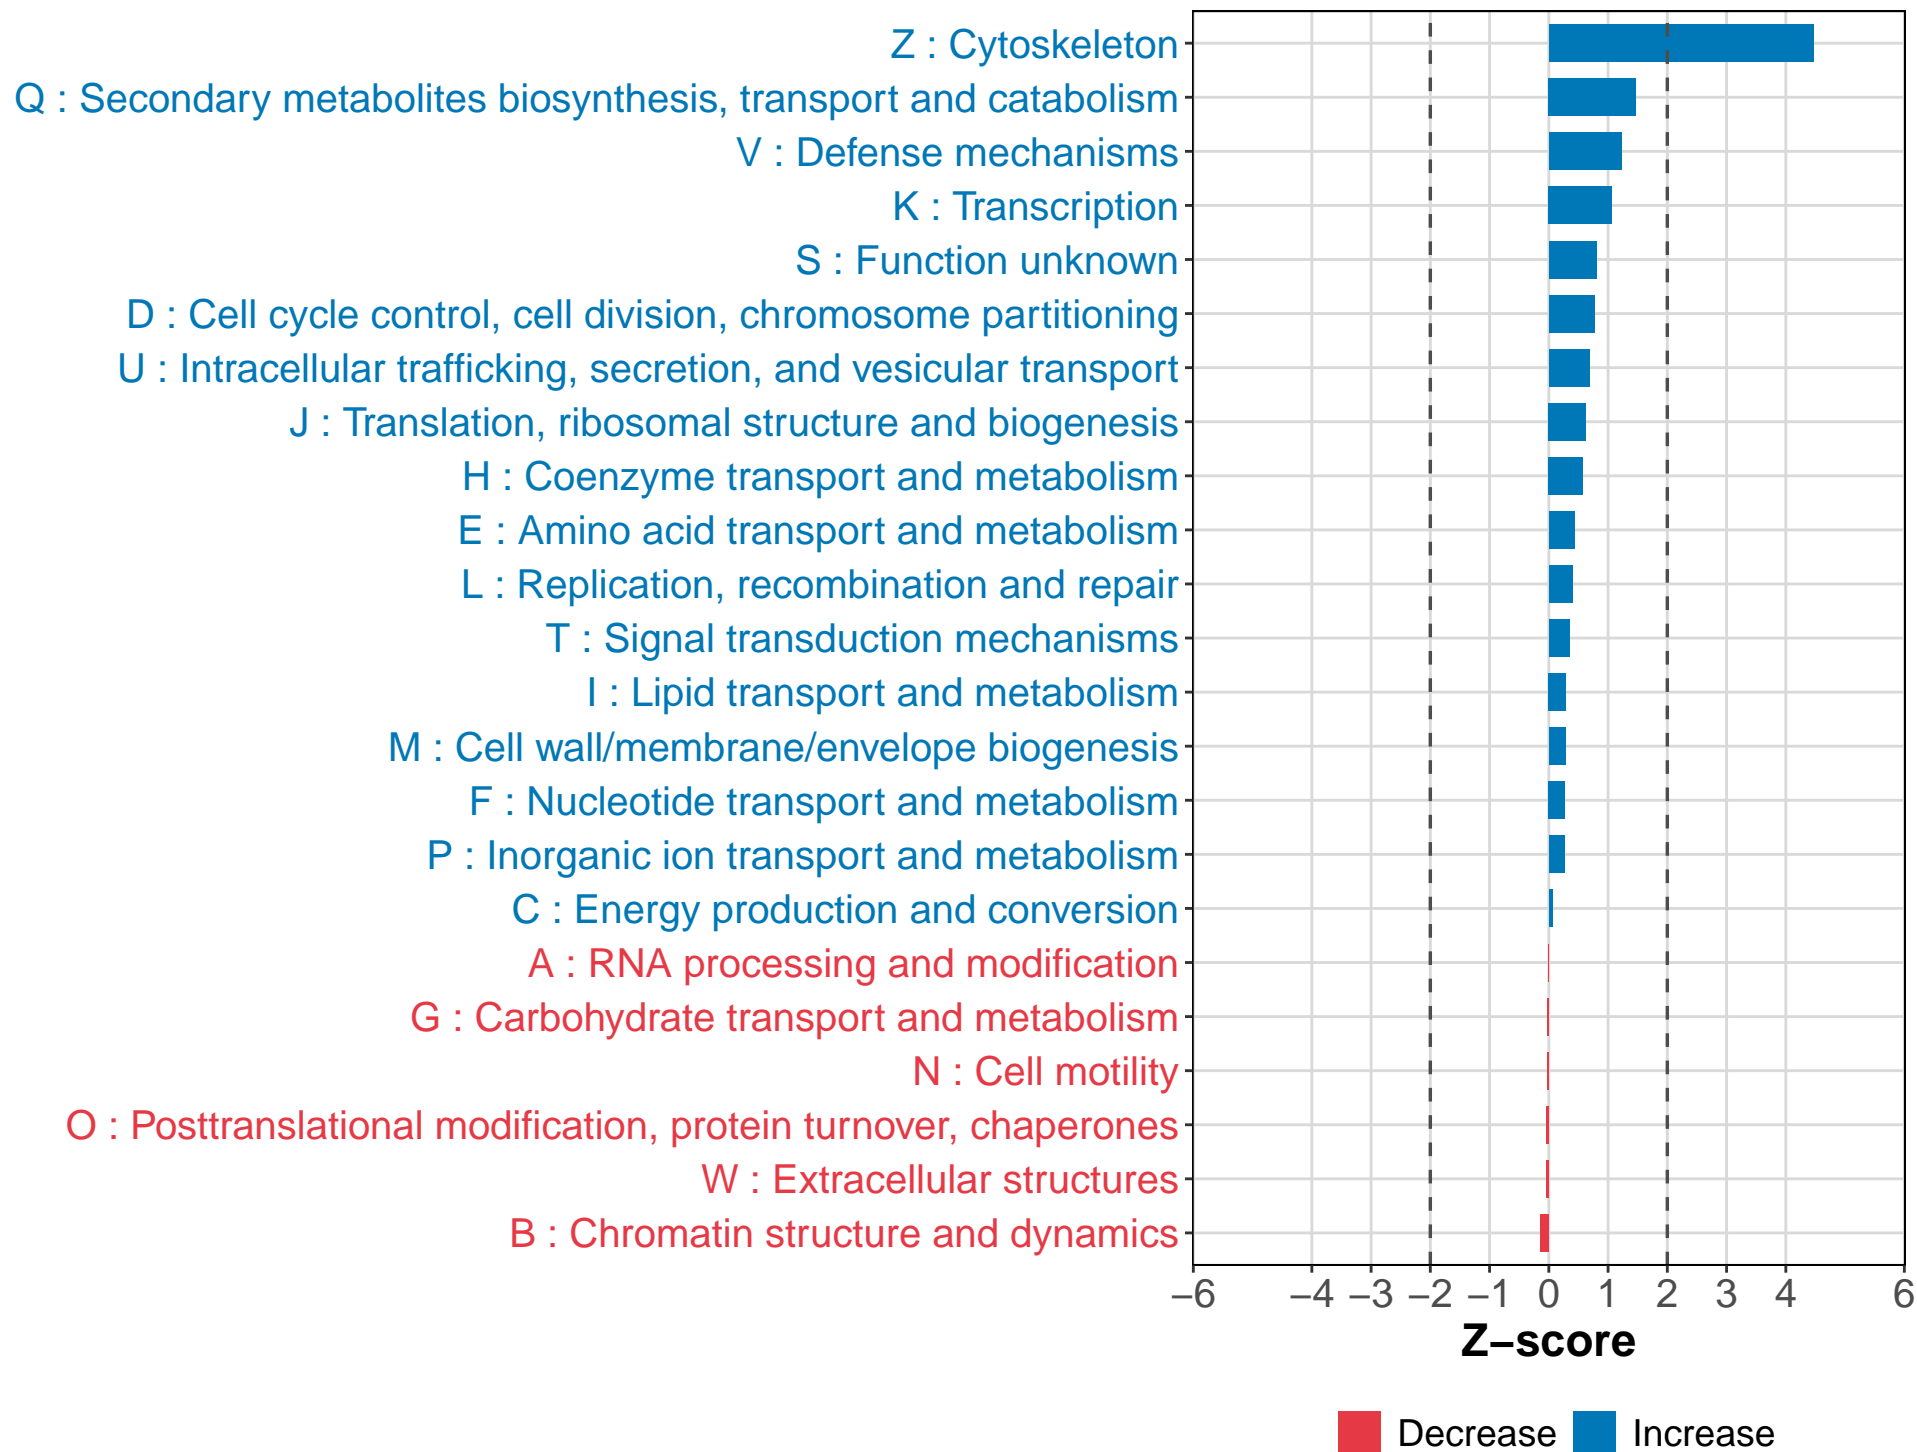 Z : Cytoskeleton
Q : Secondary metabolites biosynthesis, transport and catabolism
V : Defense mechanisms
K : Transcription
S : Function unknown
D : Cell cycle control, cell division, chromosome partitioning
U : Intracellular trafficking, secretion, and vesicular transport
J : Translation, ribosomal structure and biogenesis
H : Coenzyme transport and metabolism
E : Amino acid transport and metabolism
L : Replication, recombination and repair
T : Signal transduction mechanisms
I : Lipid transport and metabolism
M : Cell wall/membrane/envelope biogenesis
F : Nucleotide transport and metabolism
P : Inorganic ion transport and metabolism
C : Energy production and conversion
A : RNA processing and modification
G : Carbohydrate transport and metabolism
N : Cell motility
O : Posttranslational modification, protein turnover, chaperones
W : Extracellular structures
B : Chromatin structure and dynamics
−6 −4 −3 −2 −1 0 1 2 3 4 6
Z−score
Decrease Increase